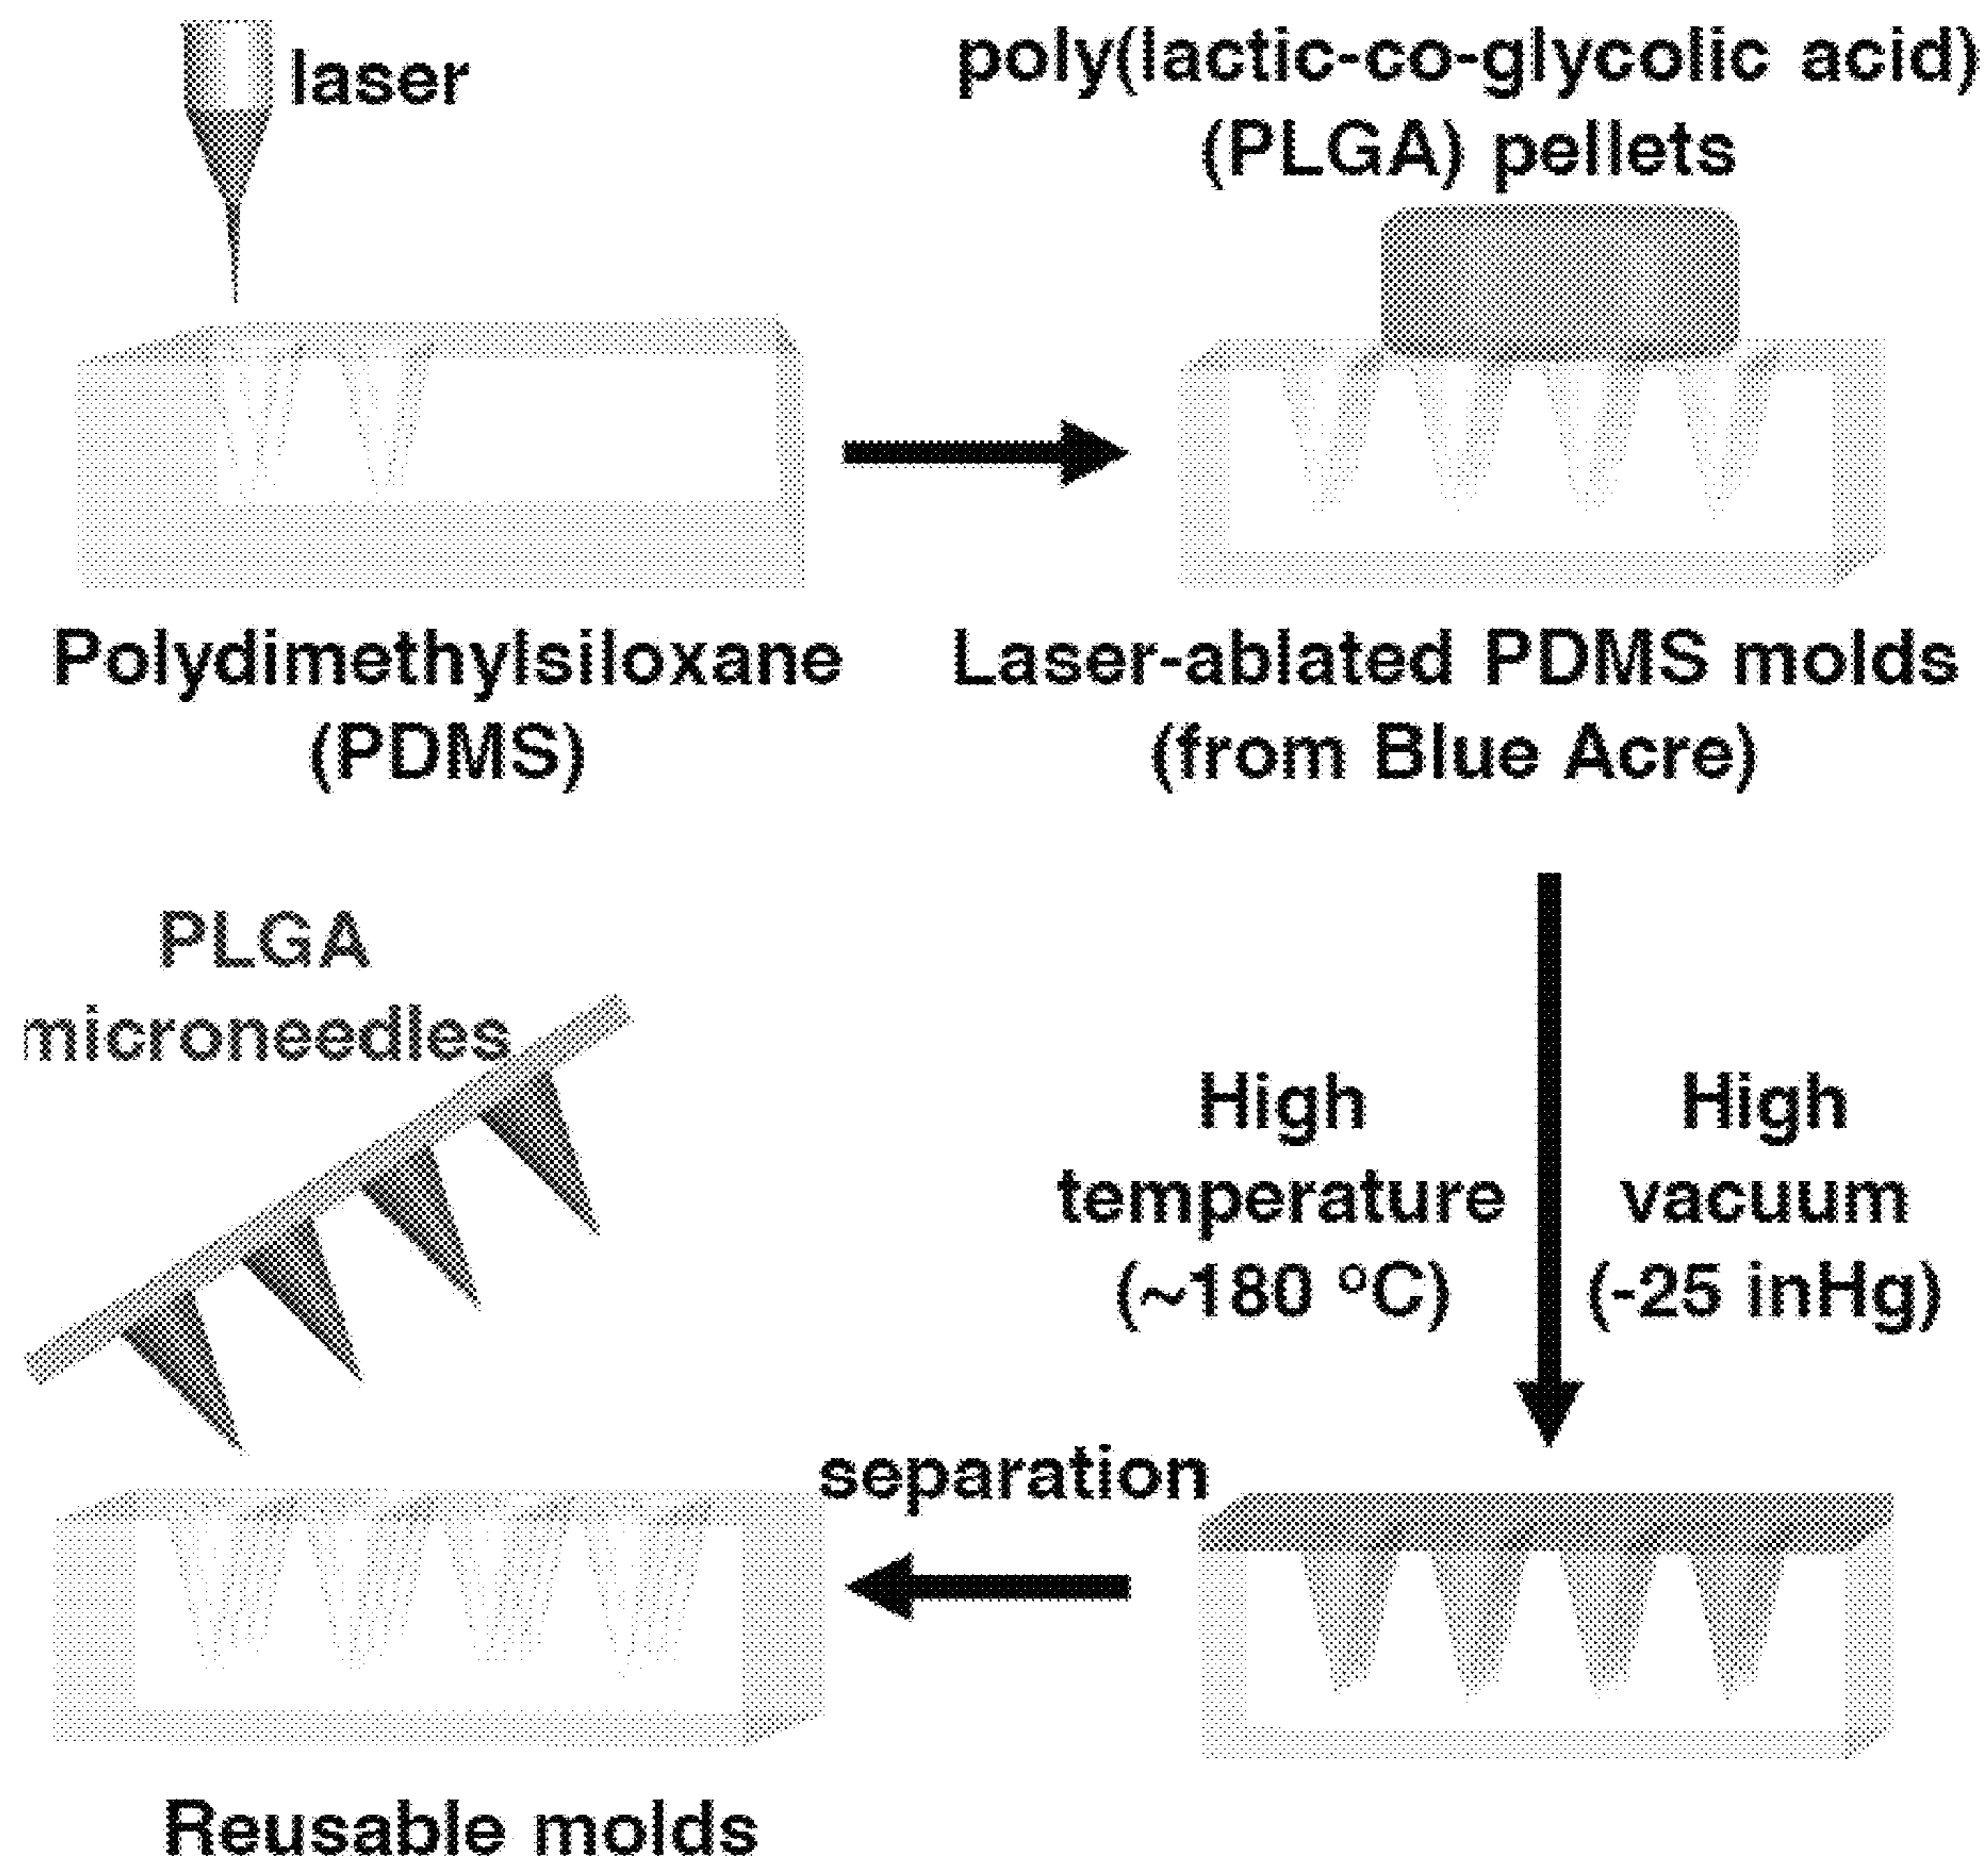 laser
poly(lactic-co-glycolic acid)
(PLGA) pellets
Polydimethylsiloxane
(PDMS)
Laser-ablated PDMS molds
(from Blue Acre)
High
temperature
(~180 °C)
High
vacuum
(-25 inHg)
separation
PLGA
microneedles
Reusable molds